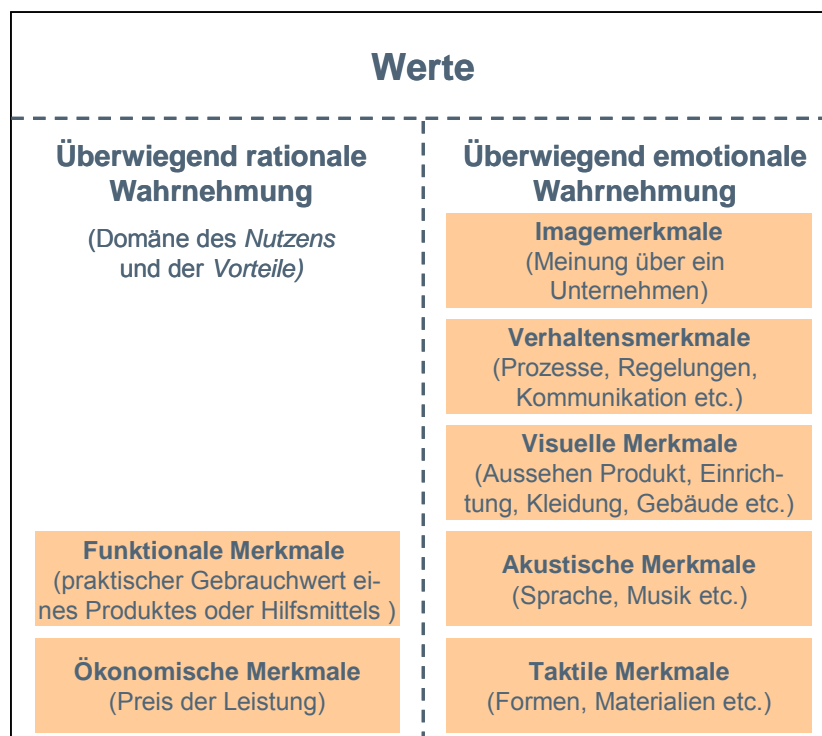 Werte
Überwiegend rationale
Wahrnehmung
(Domäne des Nutzens
und der Vorteile)
Funktionale Merkmale
(praktischer Gebrauchwert ei-
nes Produktes oder Hilfsmittels )
Ökonomische Merkmale
(Preis der Leistung)
Überwiegend emotionale
Wahrnehmung
Imagemerkmale
(Meinung über ein
Unternehmen)
Verhaltensmerkmale
(Prozesse, Regelungen,
Kommunikation etc.)
Visuelle Merkmale
(Aussehen Produkt, Einrich-
tung, Kleidung, Gebäude etc.)
Akustische Merkmale
(Sprache, Musik etc.)
Taktile Merkmale
(Formen, Materialien etc.)